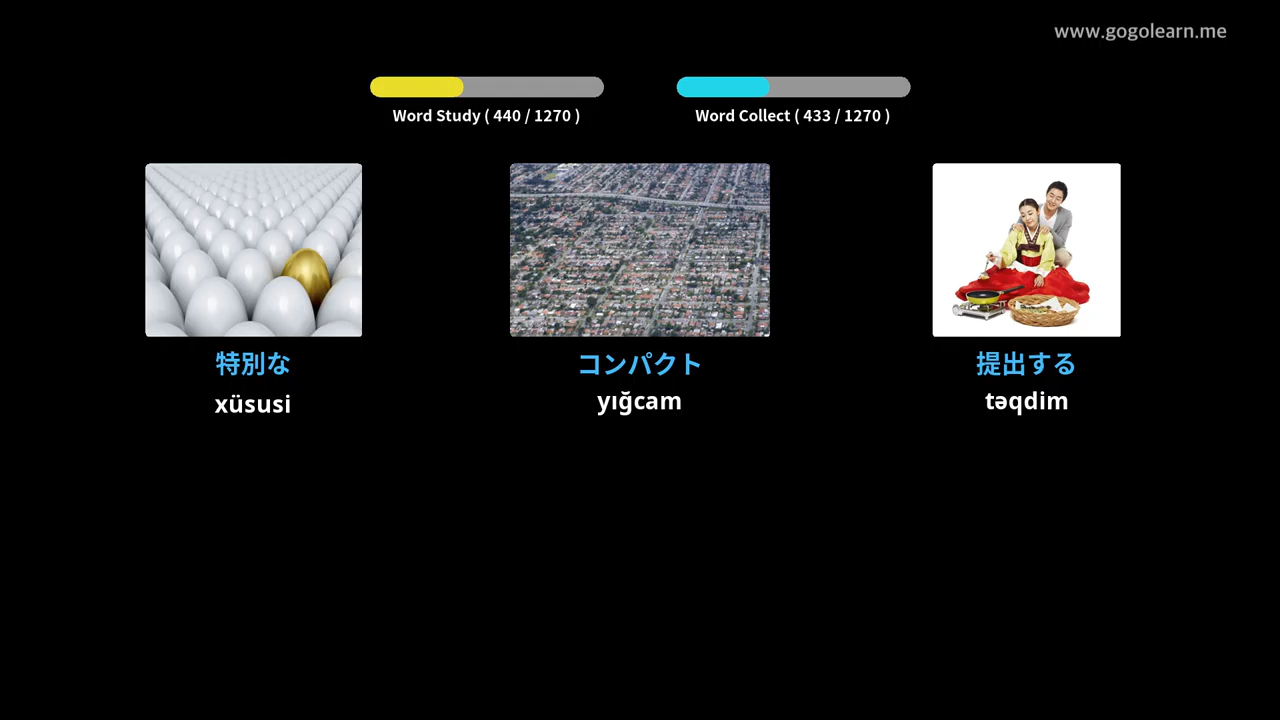 www.gogolearn.me
Word Study ( 440 / 1270 )
Word Collect ( 433 / 1270 )
特別な
コンパクト
提出する
xüsusi
yığcam
təqdim